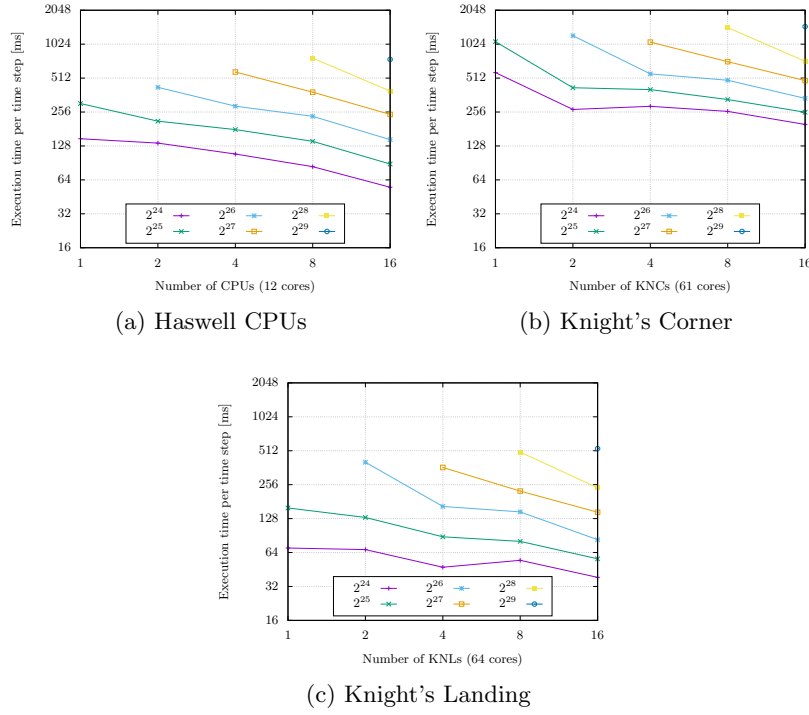 2048
1024
512
256
128
64
32
16
Execution time per time step [ms]
2^24 2^26 2^28
2^25 2^27 2^29
1 2 4 8 16
Number of CPUs (12 cores)
(a) Haswell CPUs
2048
1024
512
256
128
64
32
16
Execution time per time step [ms]
2^24 2^26 2^28
2^25 2^27 2^29
1 2 4 8 16
Number of KNCs (61 cores)
(b) Knight's Corner
2048
1024
512
256
128
64
32
16
Execution time per time step [ms]
2^24 2^26 2^28
2^25 2^27 2^29
1 2 4 8 16
Number of KNLs (64 cores)
(c) Knight's Landing